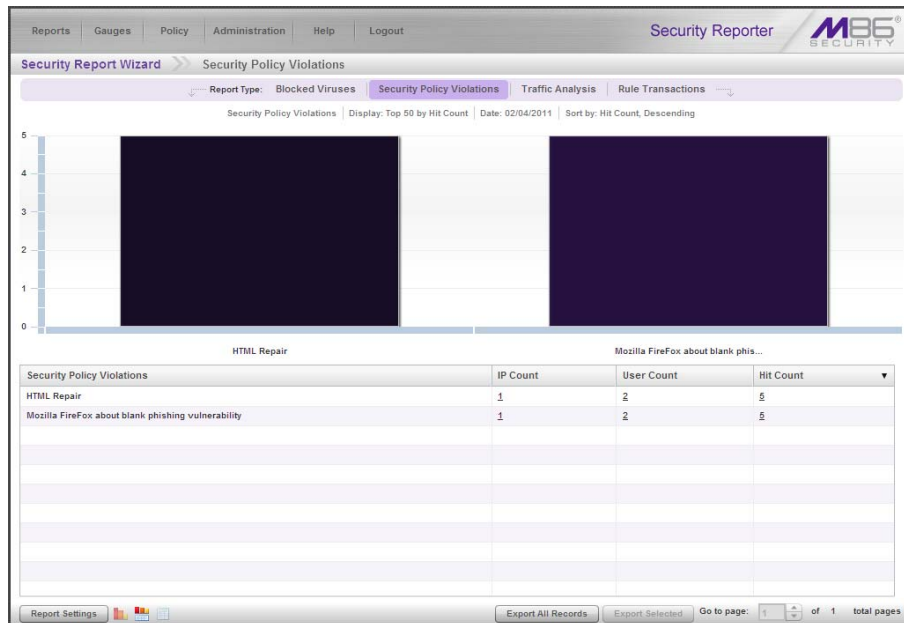 Reports Gauges Policy Administration Help Logout Security Reporter M86® SECURITY
Security Report Wizard Security Policy Violations
Report Type: Blocked Viruses Security Policy Violations Traffic Analysis Rule Transactions
Security Policy Violations Display: Top 50 by Hit Count Date: 02/04/2011 Sort by: Hit Count, Descending
5
4
3
2
1
0
HTML Repair Mozilla FireFox about blank phis...
Security Policy Violations IP Count User Count Hit Count
HTML Repair 1 2 5
Mozilla FireFox about blank phishing vulnerability 1 2 5
Report Settings Export All Records Export Selected Go to page: 1 of 1 total pages